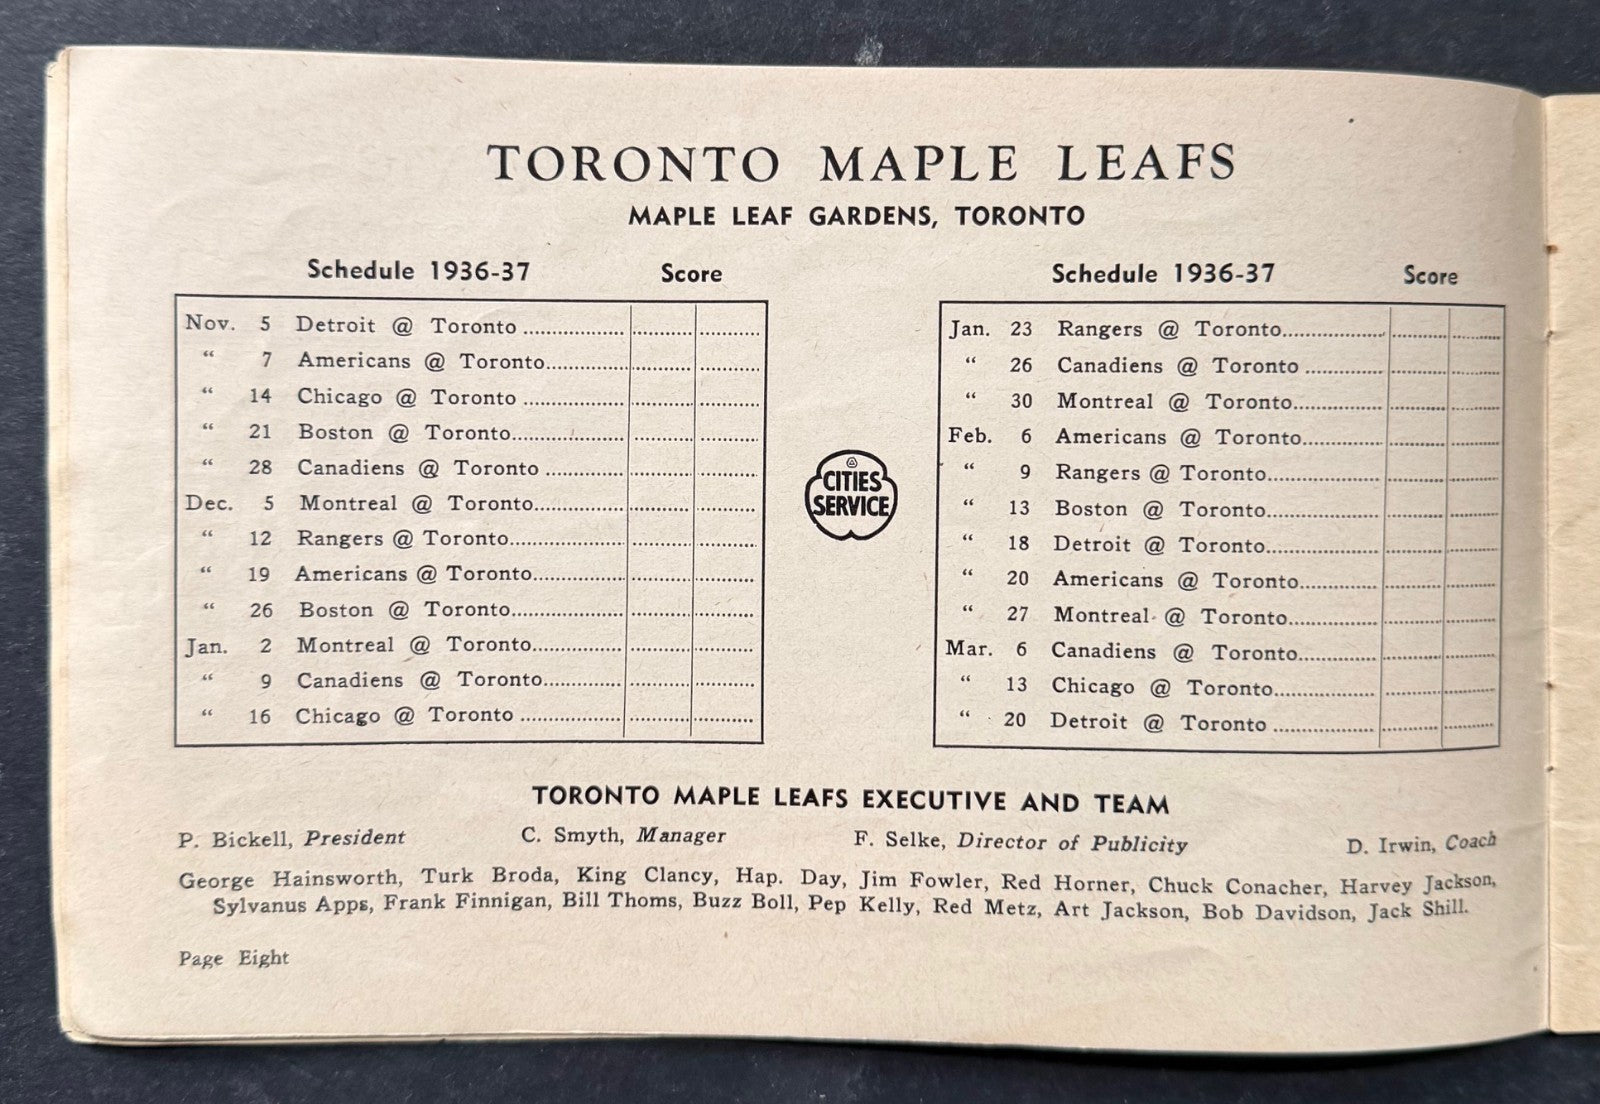 TORONTO MAPLE LEAFS
MAPLE LEAF GARDENS, TORONTO
Schedule 1936-37 Score
Nov. 5 Detroit @ Toronto
“ 7 Americans @ Toronto
“ 14 Chicago @ Toronto
“ 21 Boston @ Toronto
“ 28 Canadiens @ Toronto
Dec. 5 Montreal @ Toronto
“ 12 Rangers @ Toronto
“ 19 Americans @ Toronto
“ 26 Boston @ Toronto
Jan. 2 Montreal @ Toronto
“ 9 Canadiens @ Toronto
“ 16 Chicago @ Toronto
CITIES
SERVICE
Schedule 1936-37 Score
Jan. 23 Rangers @ Toronto
“ 26 Canadiens @ Toronto
“ 30 Montreal @ Toronto
Feb. 6 Americans @ Toronto
“ 9 Rangers @ Toronto
“ 13 Boston @ Toronto
“ 18 Detroit @ Toronto
“ 20 Americans @ Toronto
“ 27 Montreal @ Toronto
Mar. 6 Canadiens @ Toronto
“ 13 Chicago @ Toronto
“ 20 Detroit @ Toronto
TORONTO MAPLE LEAFS EXECUTIVE AND TEAM
P. Bickell, President C. Smyth, Manager F. Selke, Director of Publicity D. Irwin, Coach
George Hainsworth, Turk Broda, King Clancy, Hap. Day, Jim Fowler, Red Horner, Chuck Conacher, Harvey Jackson,
Sylvanus Apps, Frank Finnigan, Bill Thoms, Buzz Boll, Pep Kelly, Red Metz, Art Jackson, Bob Davidson, Jack Shill.
Page Eight